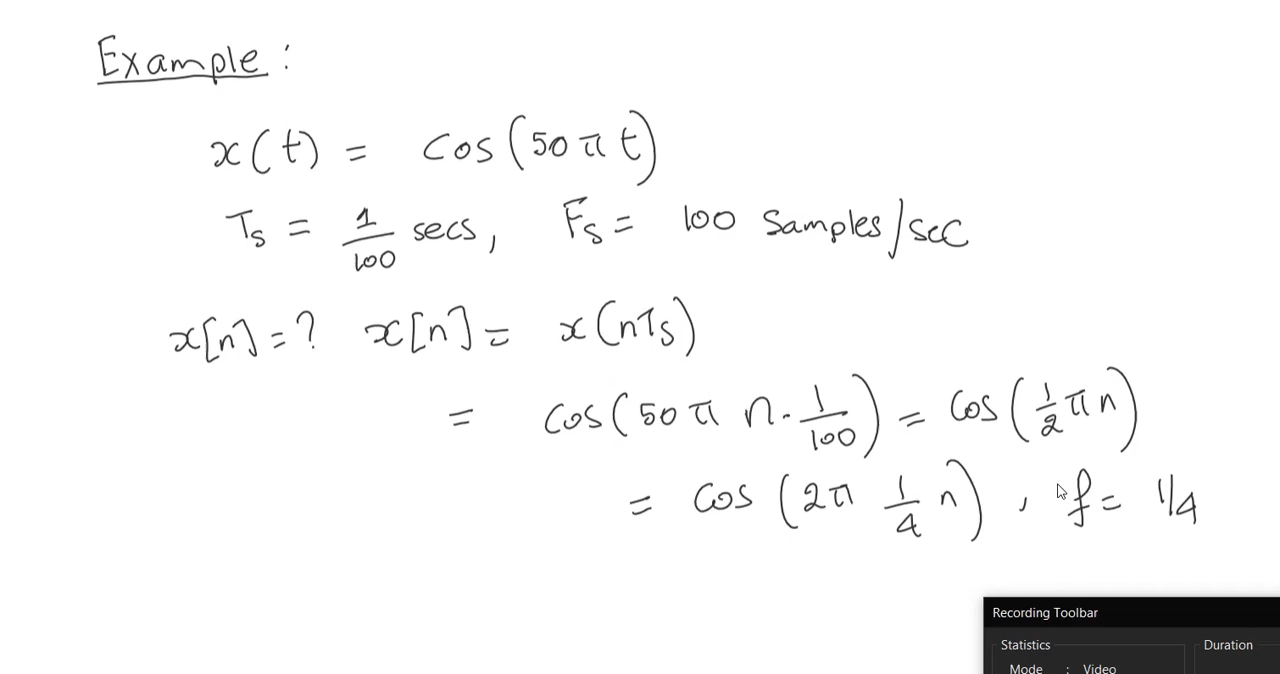 Example:
x(t) = Cos(50πt)
Ts = 1/100 secs, Fs = 100 Samples/sec
x[n]=? x[n] = x(nTs)
= Cos(50π n. 1/100) = Cos(1/2 πn)
= Cos(2π 1/4 n), f = 1/4
Recording Toolbar
Statistics Duration
Mode : Video